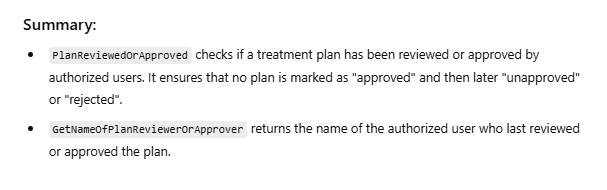 Summary:
• PlanReviewedOrApproved checks if a treatment plan has been reviewed or approved by
authorized users. It ensures that no plan is marked as "approved" and then later "unapproved"
or "rejected".
• GetNameOfPlanReviewerOrApprover returns the name of the authorized user who last reviewed
or approved the plan.